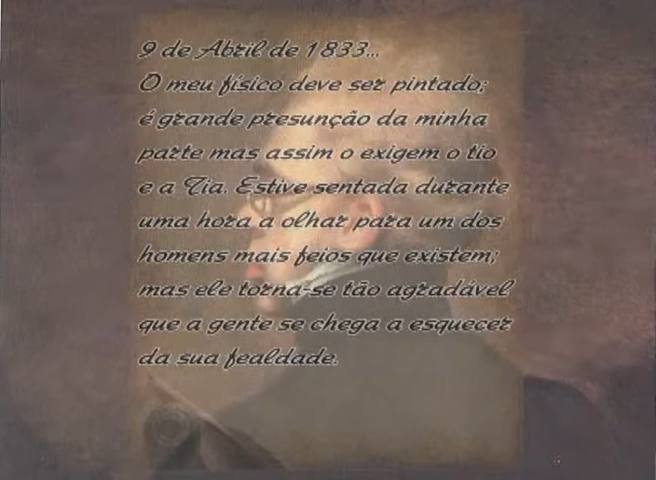 9 de Abril de 1833...
O meu físico deve ser pintado;
é grande presunção da minha
parte mas assim o exigem o tio
e a Tia. Estive sentada durante
uma hora a olhar para um dos
homens mais feios que existem;
mas ele torna-se tão agradável
que a gente se chega a esquecer
da sua fealdade.